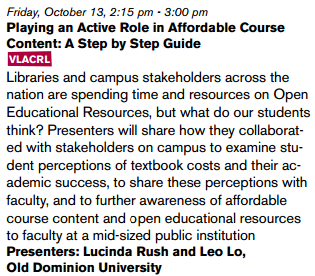 Friday, October 13, 2:15 pm - 3:00 pm
Playing an Active Role in Affordable Course
Content: A Step by Step Guide
VLACRL
Libraries and campus stakeholders across the
nation are spending time and resources on Open
Educational Resources, but what do our students
think? Presenters will share how they collaborat-
ed with stakeholders on campus to examine stu-
dent perceptions of textbook costs and their ac-
ademic success, to share these perceptions with
faculty, and to further awareness of affordable
course content and open educational resources
to faculty at a mid-sized public institution
Presenters: Lucinda Rush and Leo Lo,
Old Dominion University